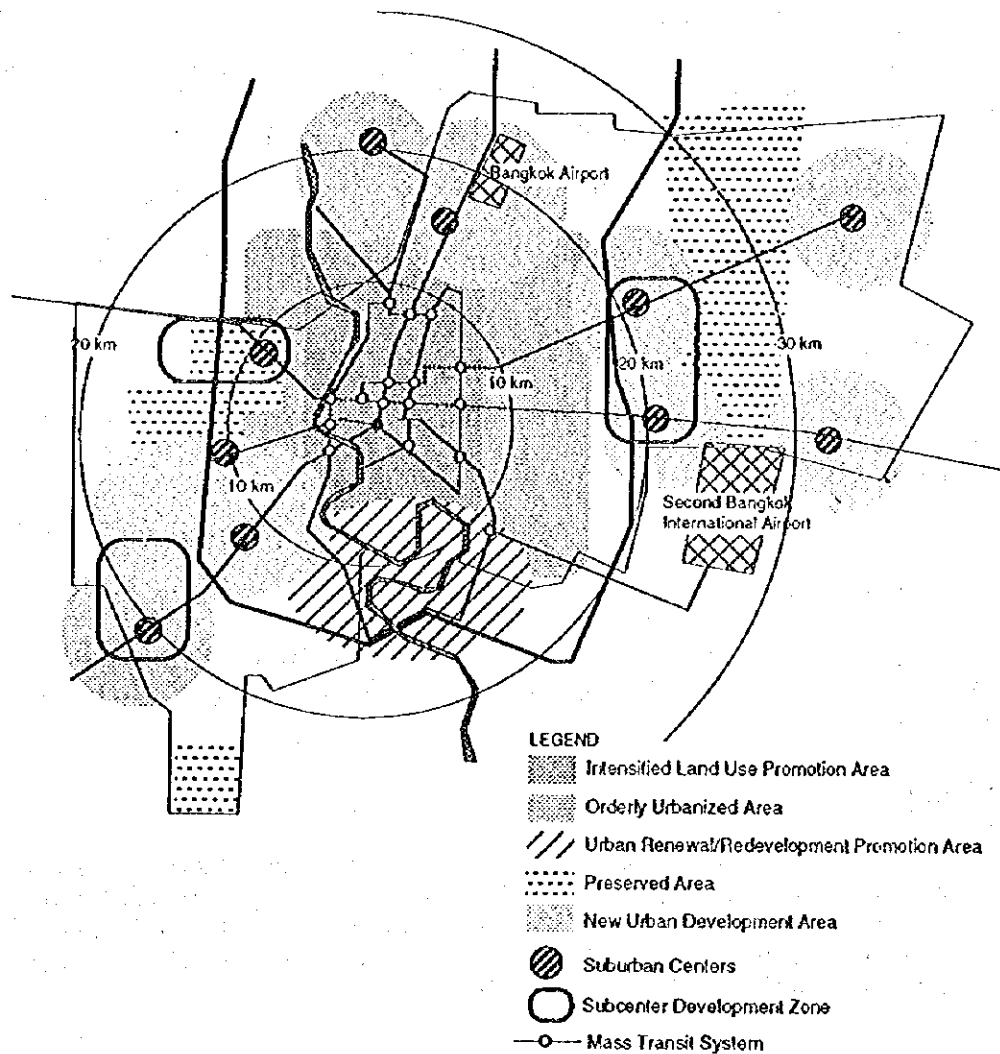 Bangkok Airport
20 km
10 km
20 km
30 km
10 km
Second Bangkok
International Airport
LEGEND
Intensified Land Use Promotion Area
Orderly Urbanized Area
Urban Renewal/Redevelopment Promotion Area
Preserved Area
New Urban Development Area
Suburban Centers
Subcenter Development Zone
Mass Transit System